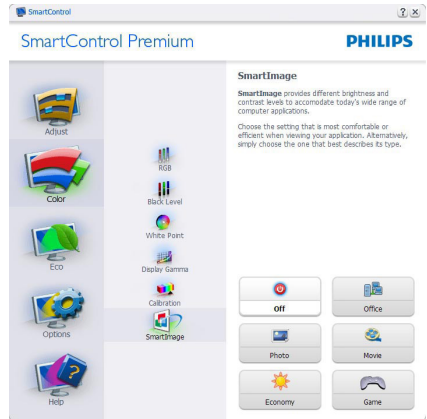 SmartControl
SmartControl Premium
PHILIPS
Adjust
Color
Eco
Options
Help
RGB
Black Level
White Point
Display Gamma
Calibration
SmartImage
SmartImage
SmartImage provides different brightness and
contrast levels to accomodate today's wide range of
computer applications.
Choose the setting that is most comfortable or
efficient when viewing your application. Alternatively,
simply choose the one that best describes its type.
Off
Office
Photo
Movie
Economy
Game